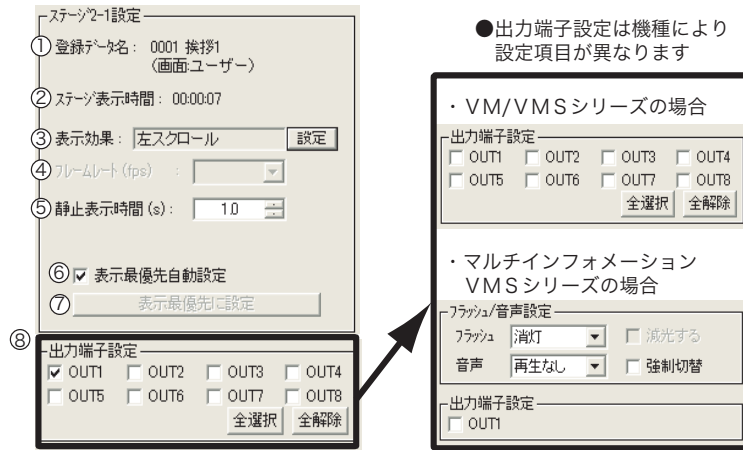 ステージ2-1設定
① 登録データ名： 0001 挨拶1
（画面:ユーザー）
② ステージ表示時間： 00:00:07
③ 表示効果： 左スクロール 設定
④ フレームレート(fps) ：
⑤ 静止表示時間(s)： 1.0
⑥ 表示最優先自動設定
⑦ 表示最優先に設定
⑧
出力端子設定
OUT1 OUT2 OUT3 OUT4
OUT5 OUT6 OUT7 OUT8
全選択 全解除
●出力端子設定は機種により
設定項目が異なります
・VM/VMSシリーズの場合
出力端子設定
OUT1 OUT2 OUT3 OUT4
OUT5 OUT6 OUT7 OUT8
全選択 全解除
・マルチインフォメーション
VMSシリーズの場合
フラッシュ/音声設定
フラッシュ 消灯 減光する
音声 再生なし 強制切替
出力端子設定
OUT1